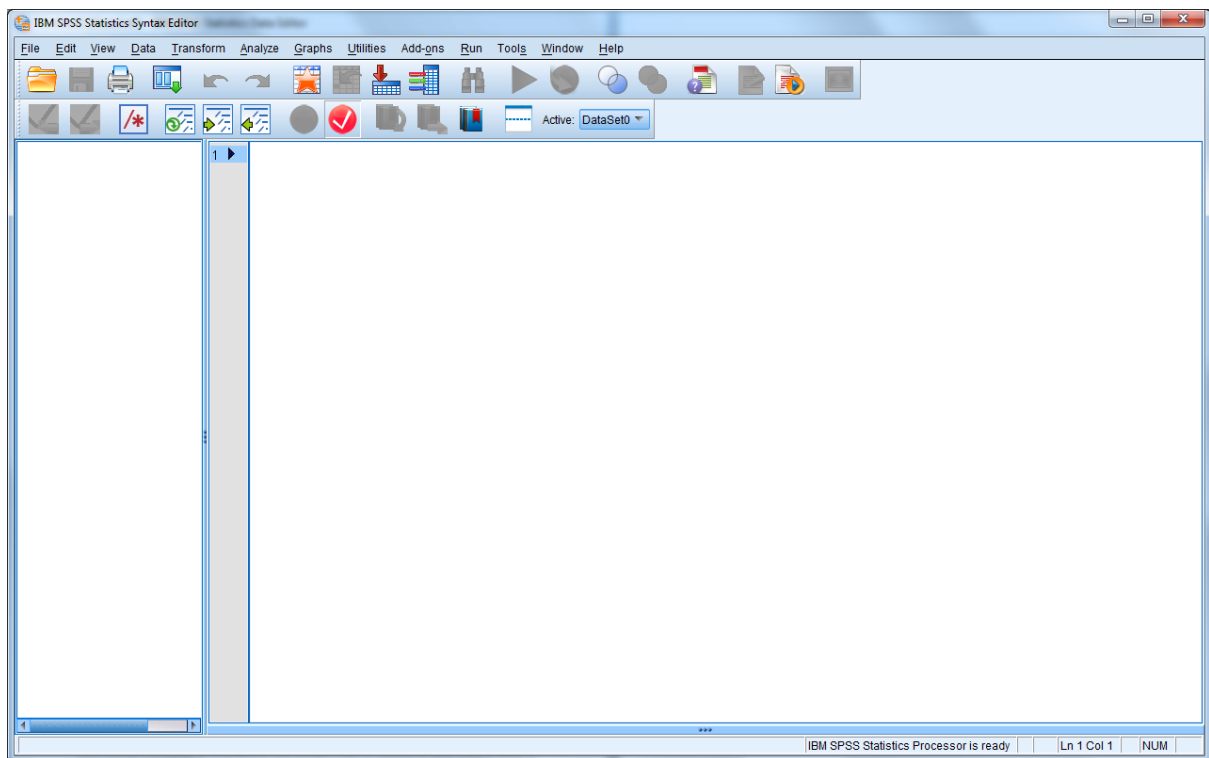 IBM SPSS Statistics Syntax Editor
File Edit View Data Transform Analyze Graphs Utilities Add-ons Run Tools Window Help
/*
Active: DataSet0
1
IBM SPSS Statistics Processor is ready Ln 1 Col 1 NUM